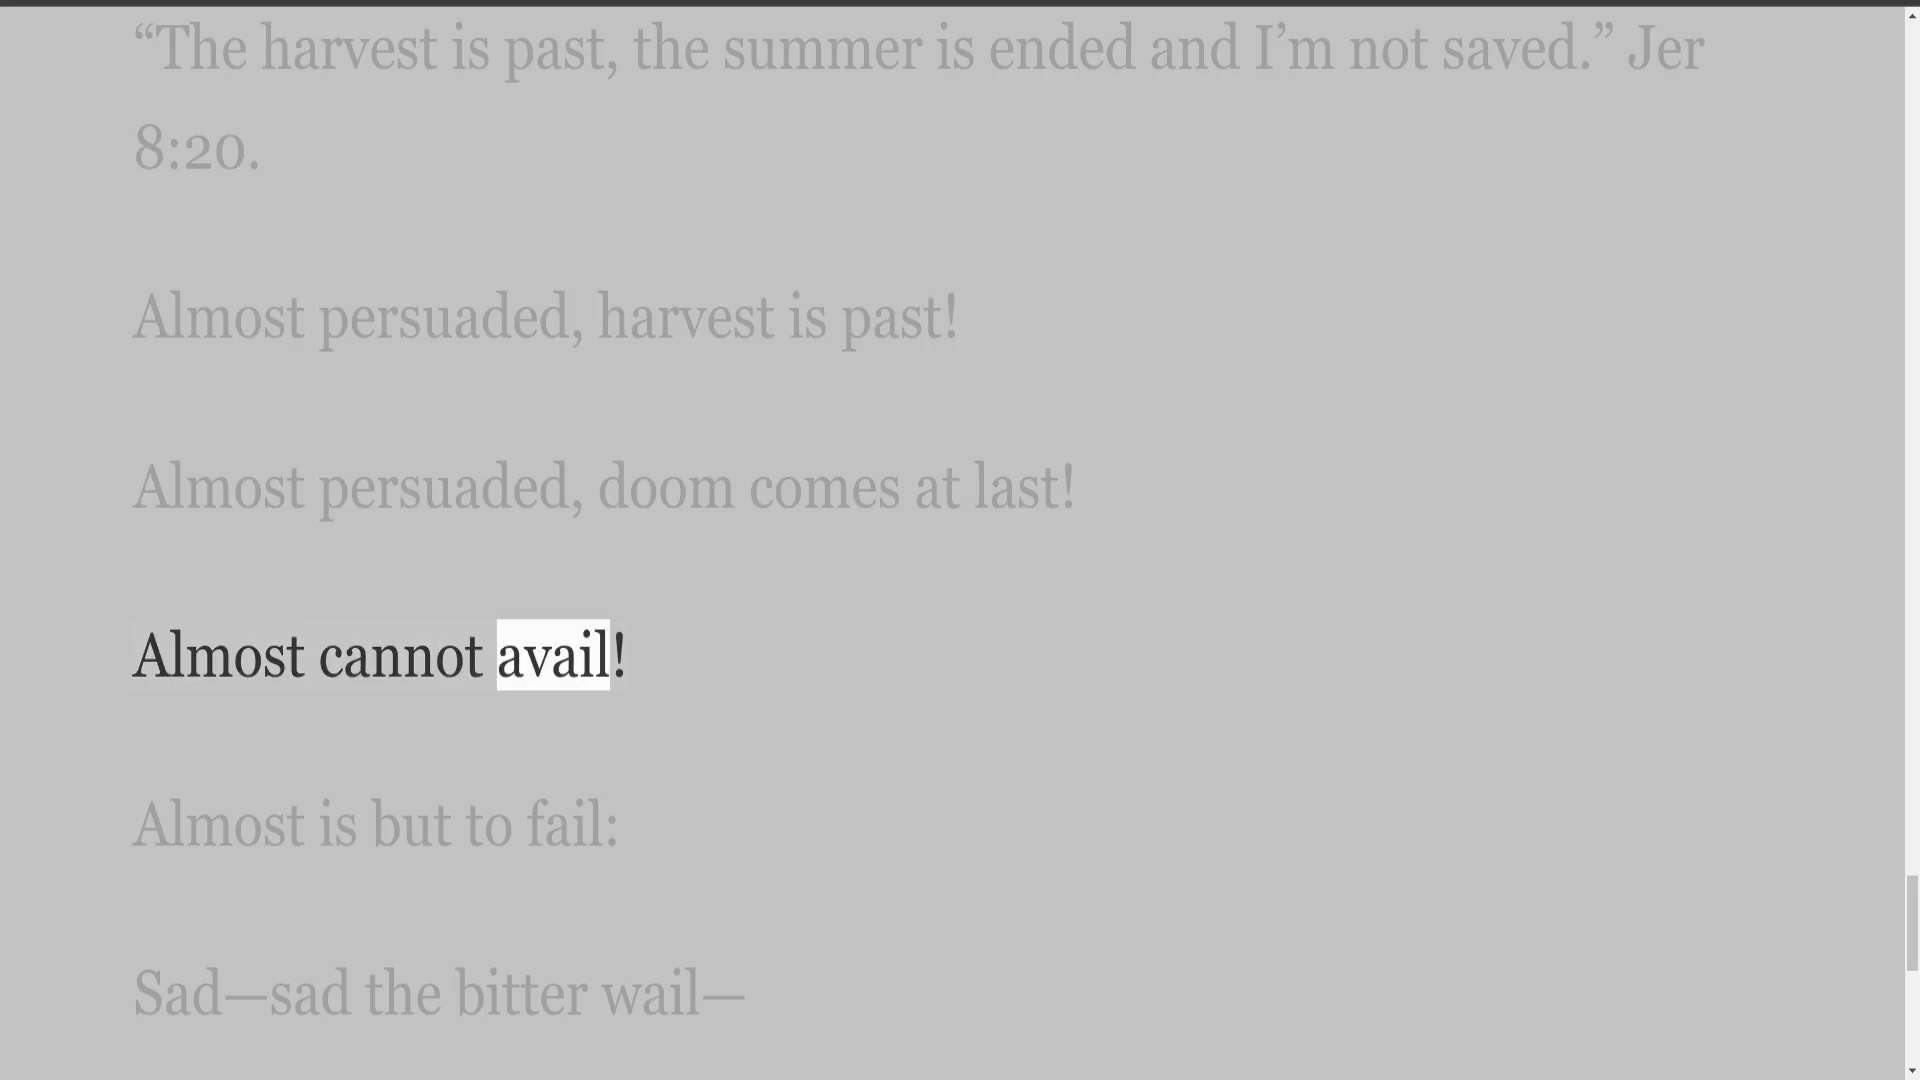 “The harvest is past, the summer is ended and I’m not saved.” Jer
8:20.
Almost persuaded, harvest is past!
Almost persuaded, doom comes at last!
Almost cannot avail!
Almost is but to fail:
Sad—sad the bitter wail—